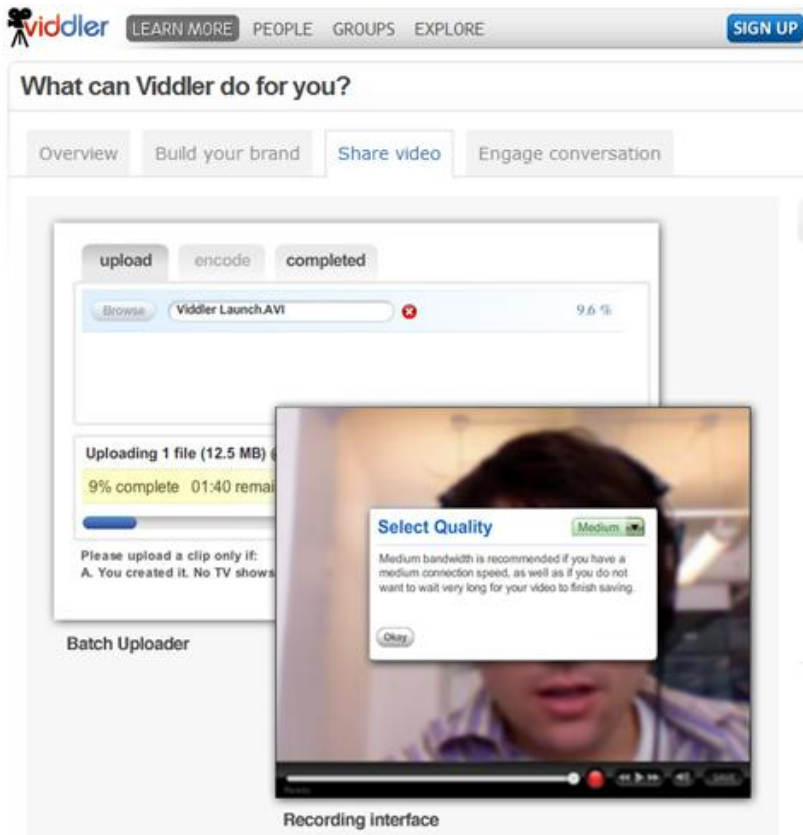 viddler LEARN MORE PEOPLE GROUPS EXPLORE SIGN UP
What can Viddler do for you?
Overview Build your brand Share video Engage conversation
upload encode completed
Browse Viddler Launch.AVI 9.6 %
Uploading 1 file (12.5 MB) @
9% complete 01:40 remai
Please upload a clip only if:
A. You created it. No TV shows
Batch Uploader
Select Quality Medium
Medium bandwidth is recommended if you have a
medium connection speed, as well as if you do not
want to wait very long for your video to finish saving.
Okay
Ready
SAVE
Recording interface